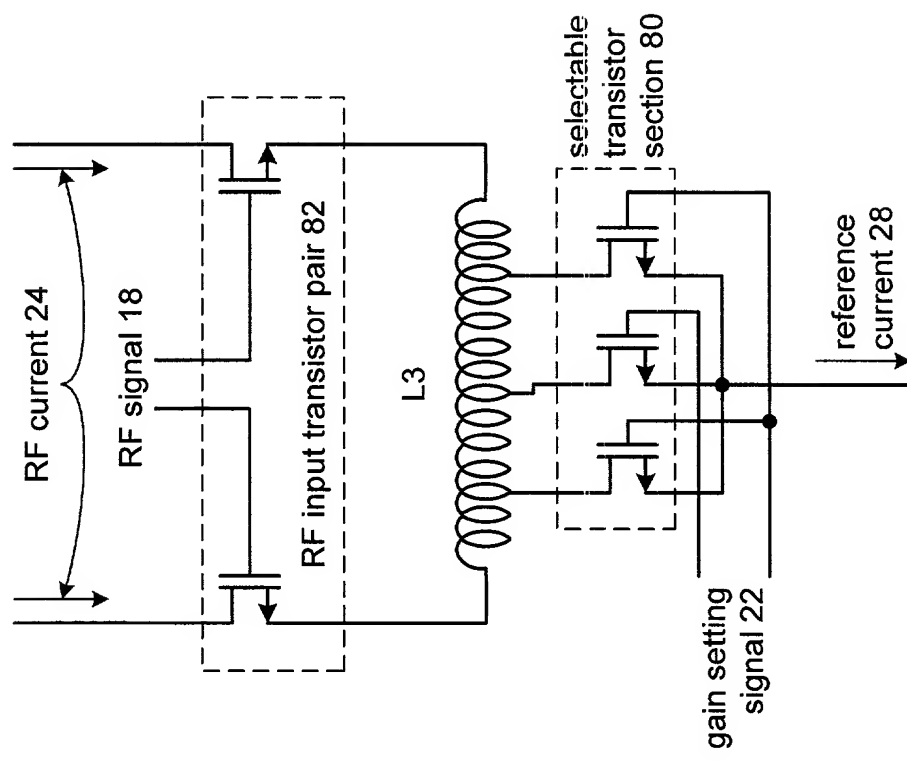 RF current 24
RF signal 18
RF input transistor pair 82
L3
selectable
transistor
section 80
gain setting
signal 22
reference
current 28